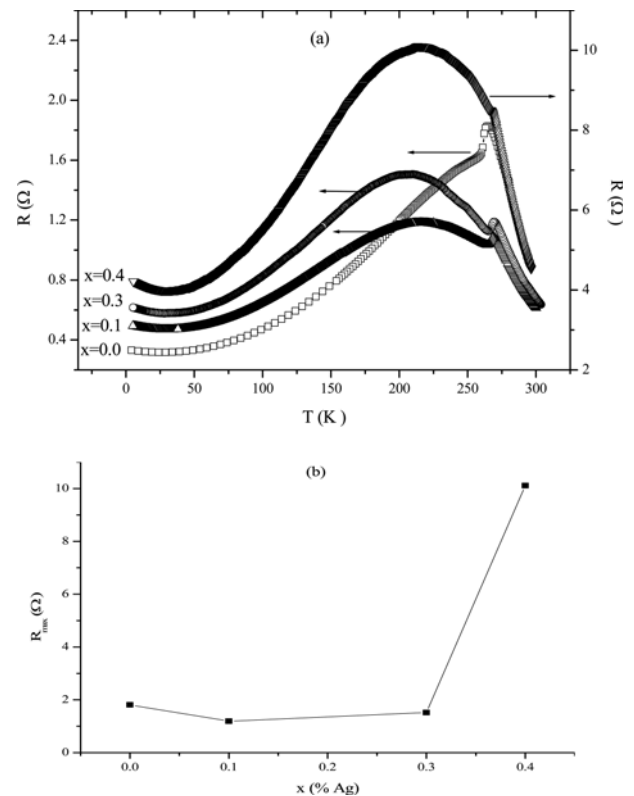 (a)
2.4
2.0
1.6
1.2
0.8
0.4
R (Ω)
x=0.4
x=0.3
x=0.1
x=0.0
10
8
6
4
2
R(Ω)
0 50 100 150 200 250 300
T (K)
(b)
10
8
6
4
2
0
R_max (Ω)
0.0 0.1 0.2 0.3 0.4
x (% Ag)